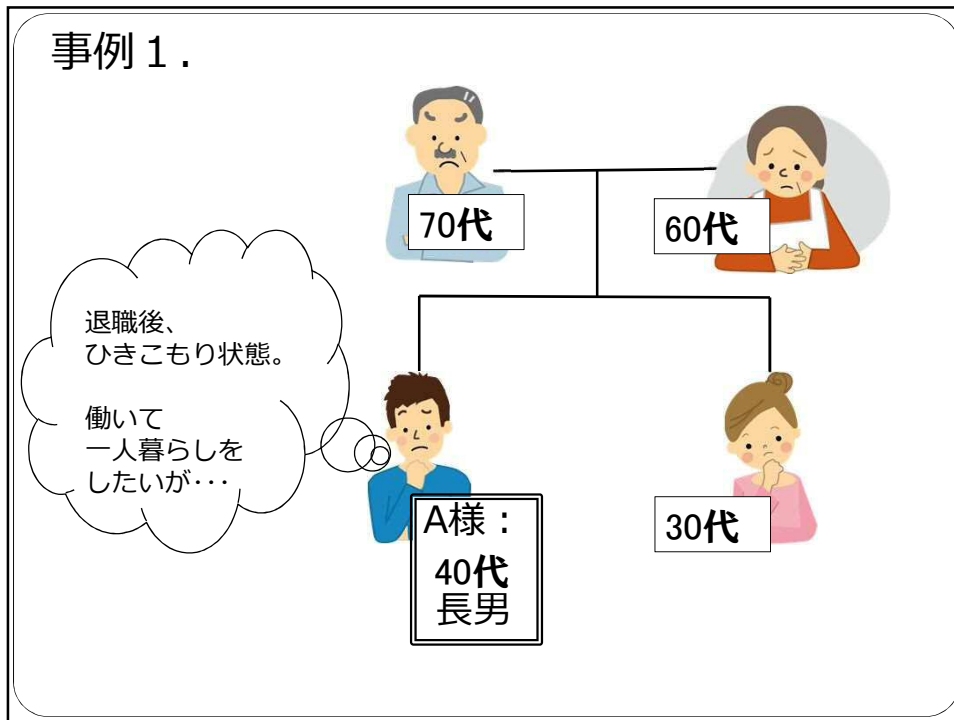 事例１.
70代
60代
退職後、
ひきこもり状態。
働いて
一人暮らしを
したいが･･･
A様：
40代
長男
30代